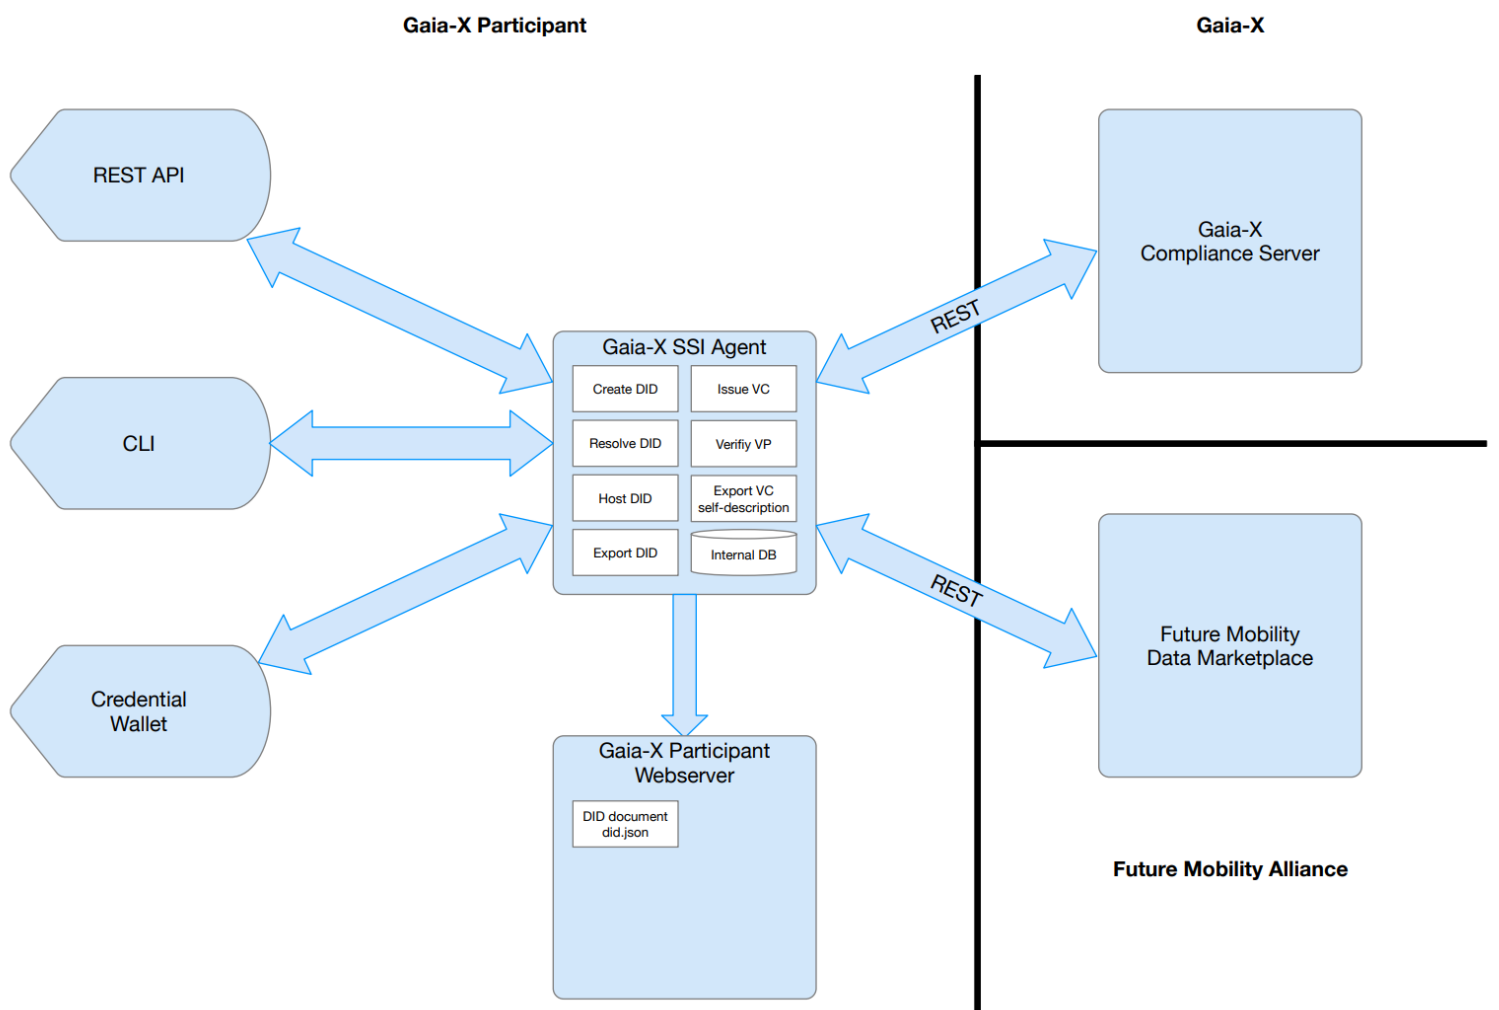 Gaia-X Participant
Gaia-X
REST API
Gaia-X
Compliance Server
REST
Gaia-X SSI Agent
Create DID
Issue VC
Resolve DID
Verifiy VP
Host DID
Export VC
self-description
Export DID
Internal DB
CLI
REST
Future Mobility
Data Marketplace
Credential
Wallet
Gaia-X Participant
Webserver
DID document
did.json
Future Mobility Alliance